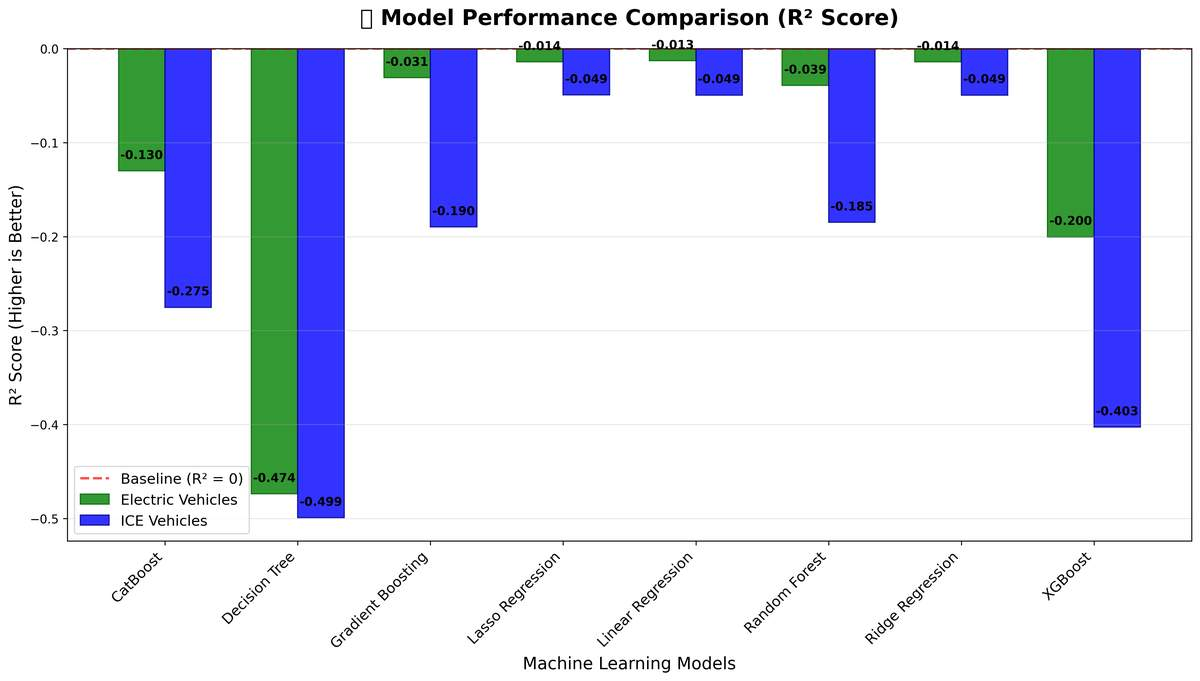 Model Performance Comparison (R² Score)
R² Score (Higher is Better)
0.0
−0.1
−0.2
−0.3
−0.4
−0.5
-0.130
-0.275
-0.474
-0.499
-0.031
-0.190
-0.014
-0.049
-0.013
-0.049
-0.039
-0.185
-0.014
-0.049
-0.200
-0.403
Baseline (R² = 0)
Electric Vehicles
ICE Vehicles
CatBoost
Decision Tree
Gradient Boosting
Lasso Regression
Linear Regression
Random Forest
Ridge Regression
XGBoost
Machine Learning Models